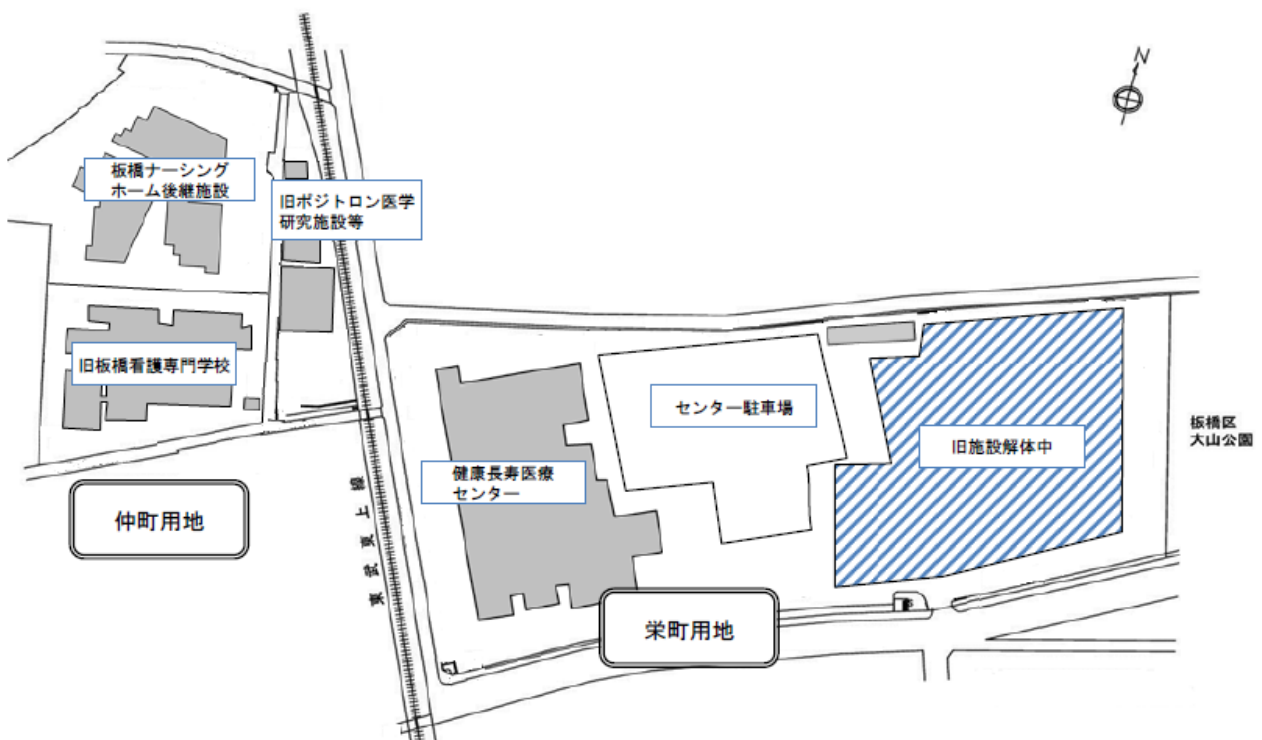 N
板橋ナーシング
ホーム後継施設
旧ポジトロン医学
研究施設等
旧板橋看護専門学校
センター駐車場
板橋区
大山公園
旧施設解体中
健康長寿医療
センター
仲町用地
東武東上線
栄町用地